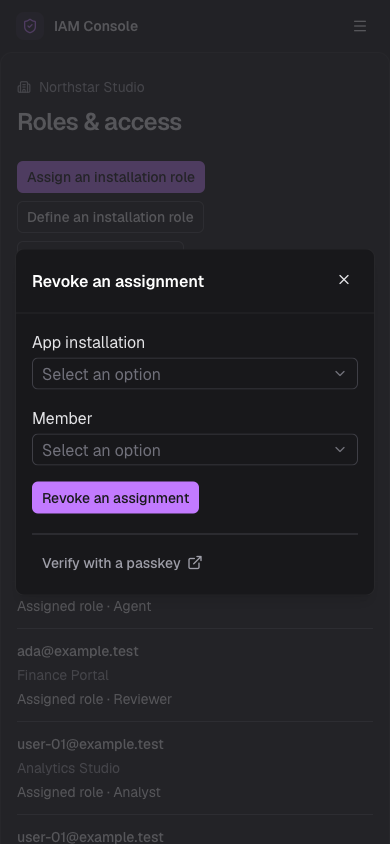 IAM Console
Northstar Studio
Roles & access
Assign an installation role
Define an installation role
Revoke an assignment
App installation
Select an option
Member
Select an option
Revoke an assignment
Verify with a passkey
Assigned role · Agent
ada@example.test
Finance Portal
Assigned role · Reviewer
user-01@example.test
Analytics Studio
Assigned role · Analyst
user-01@example.test